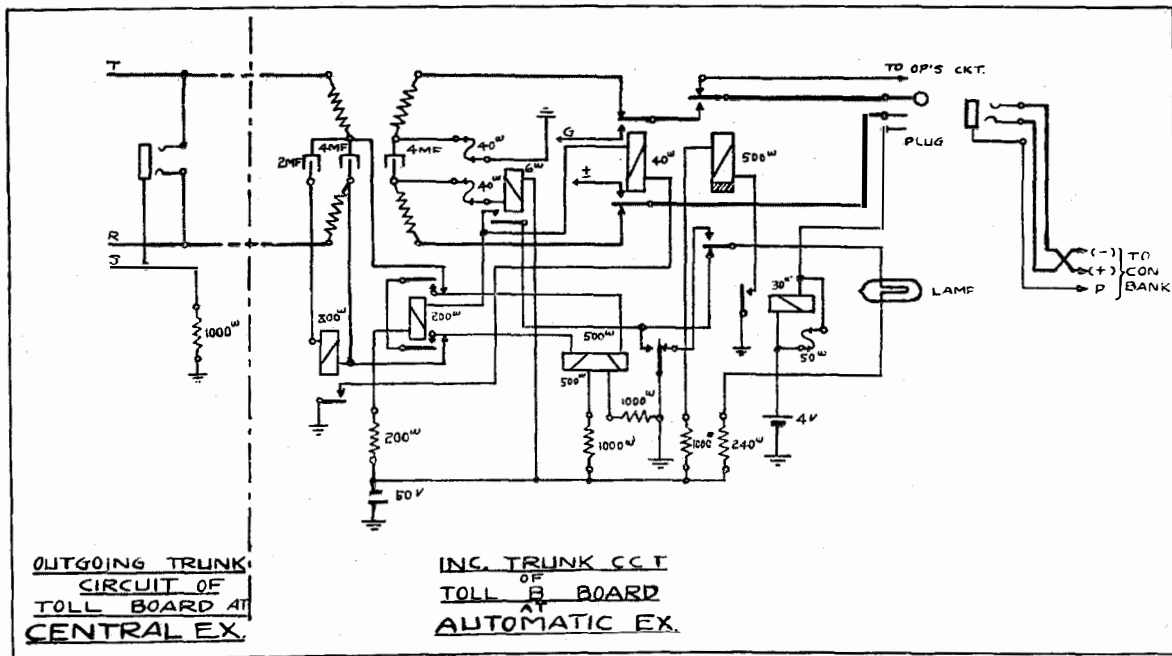 T
R
S
1000ω
2MF
4MF
4MF
40ω
40ω
6ω
G
±
40ω
500ω
TO OP'S CKT.
PLUG
(-)
(+)
P
TO
CON
BANK
LAMP
200ω
500ω
500ω
30ω
50ω
200ω
1000ω
1000ω
1000ω
240ω
4V
50V
OUTGOING TRUNK
CIRCUIT OF
TOLL BOARD AT
CENTRAL EX.
INC. TRUNK CCT
OF
TOLL B BOARD
AT
AUTOMATIC EX.